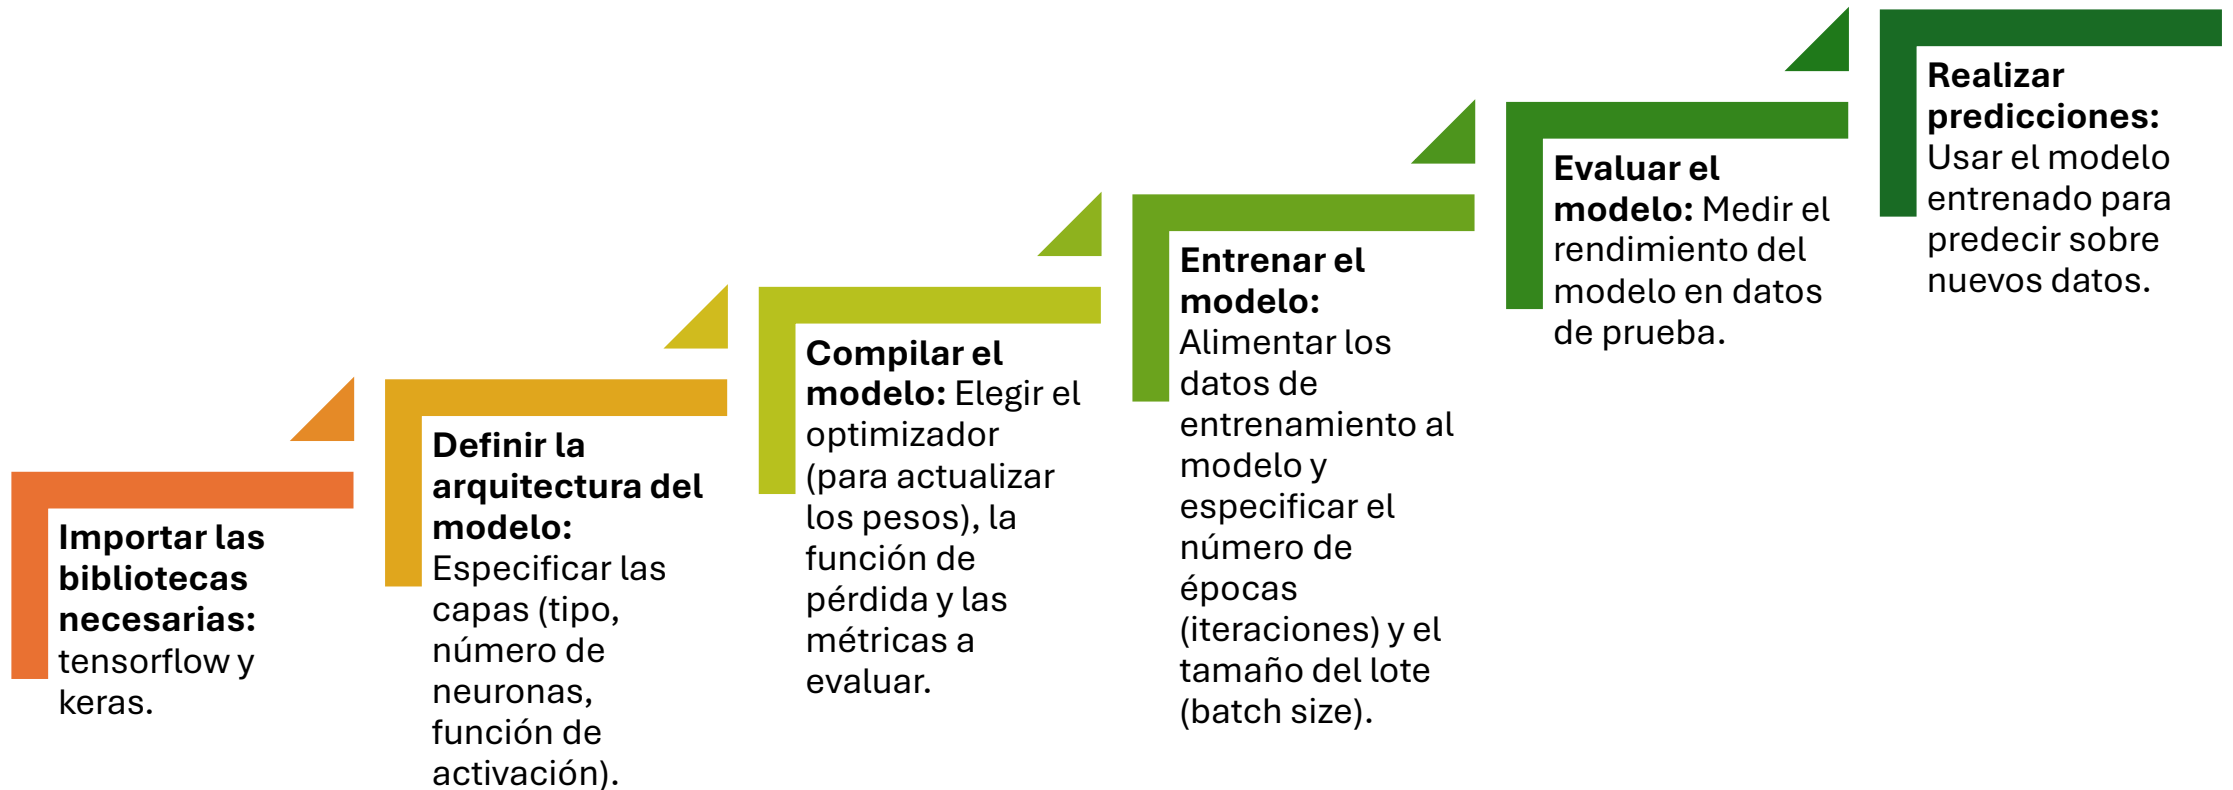 Importar las
bibliotecas
necesarias:
tensorflow y
keras.
Definir la
arquitectura del
modelo:
Especificar las
capas (tipo,
número de
neuronas,
función de
activación).
Compilar el
modelo: Elegir el
optimizador
(para actualizar
los pesos), la
función de
pérdida y las
métricas a
evaluar.
Entrenar el
modelo:
Alimentar los
datos de
entrenamiento al
modelo y
especificar el
número de
épocas
(iteraciones) y el
tamaño del lote
(batch size).
Evaluar el
modelo: Medir el
rendimiento del
modelo en datos
de prueba.
Realizar
predicciones:
Usar el modelo
entrenado para
predecir sobre
nuevos datos.